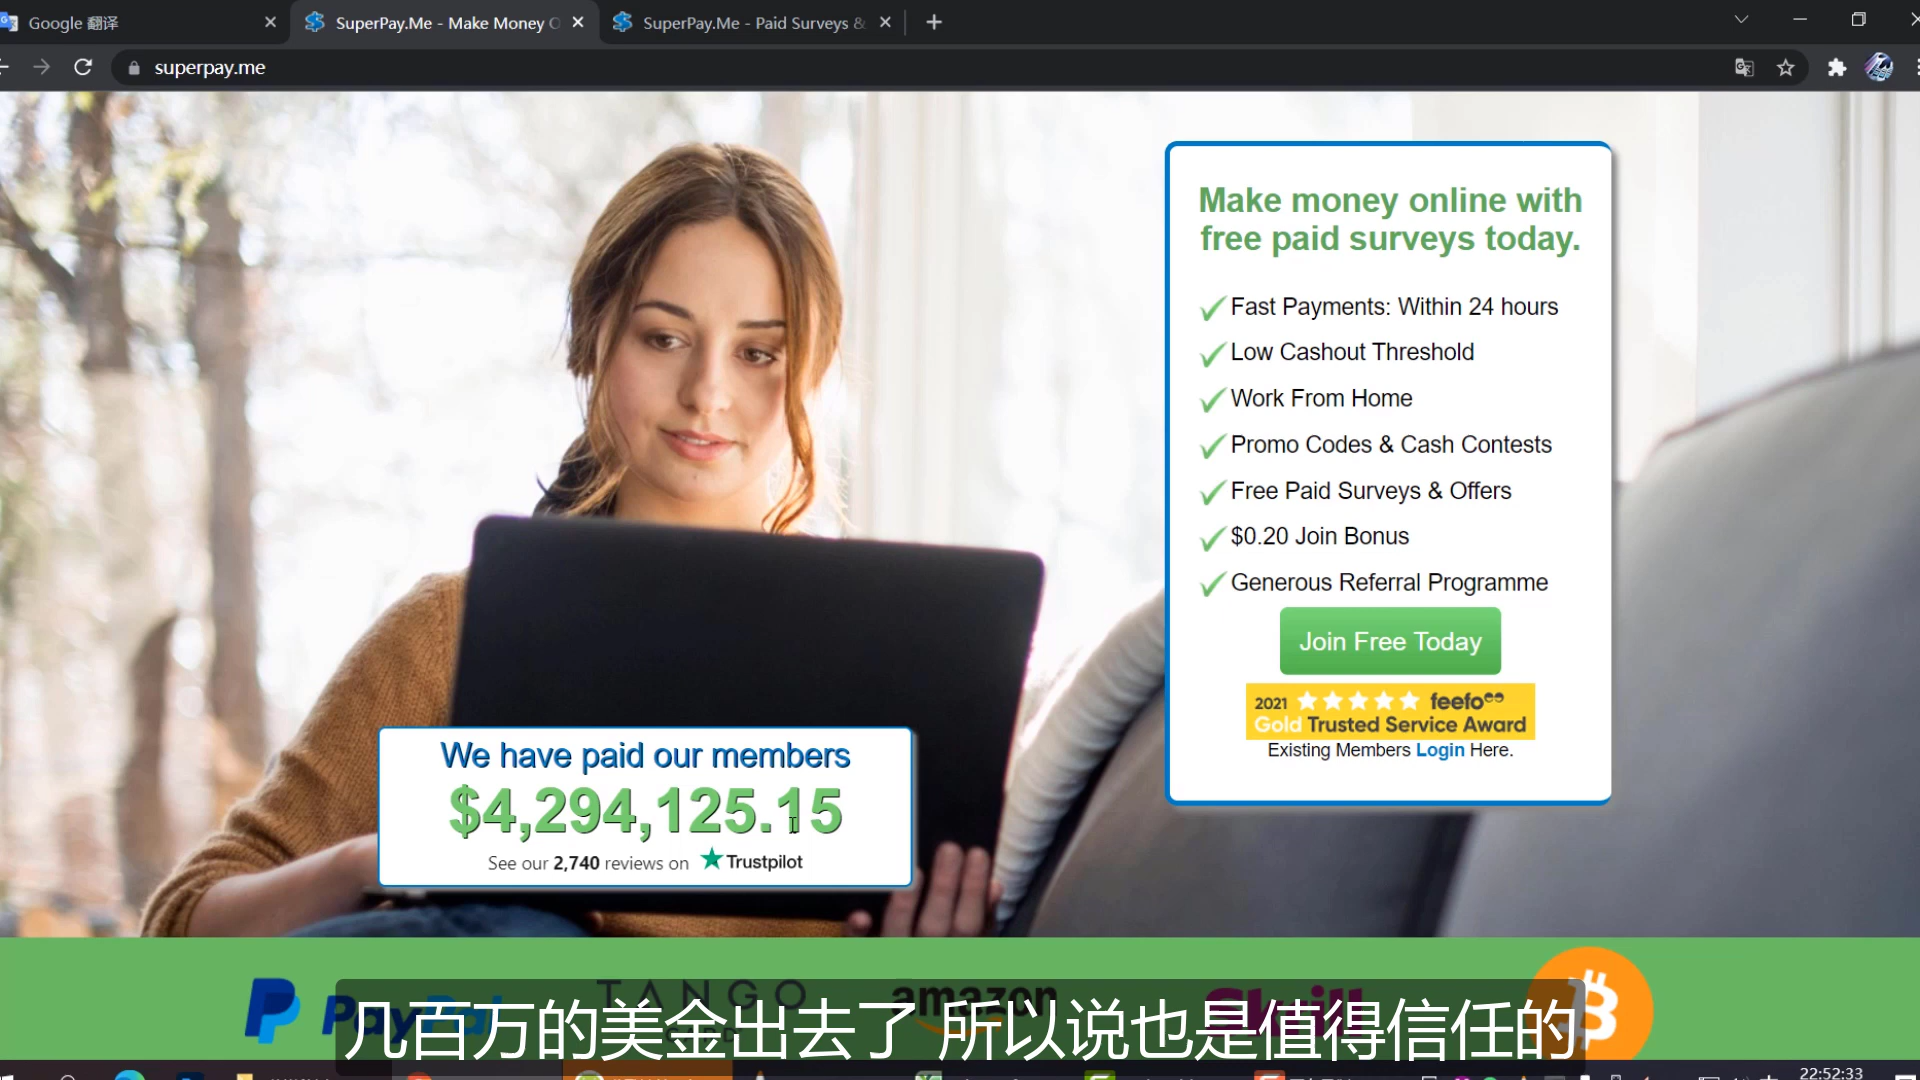 Google 翻译
SuperPay.Me - Make Money O
SuperPay.Me - Paid Surveys &
superpay.me
Make money online with
free paid surveys today.
Fast Payments: Within 24 hours
Low Cashout Threshold
Work From Home
Promo Codes & Cash Contests
Free Paid Surveys & Offers
$0.20 Join Bonus
Generous Referral Programme
Join Free Today
2021 feefo
Gold Trusted Service Award
Existing Members Login Here.
We have paid our members
$4,294,125.15
See our 2,740 reviews on Trustpilot
PayPal TANGO amazon Skrill
几百万的美金出去了 所以说也是值得信任的
22:52:33